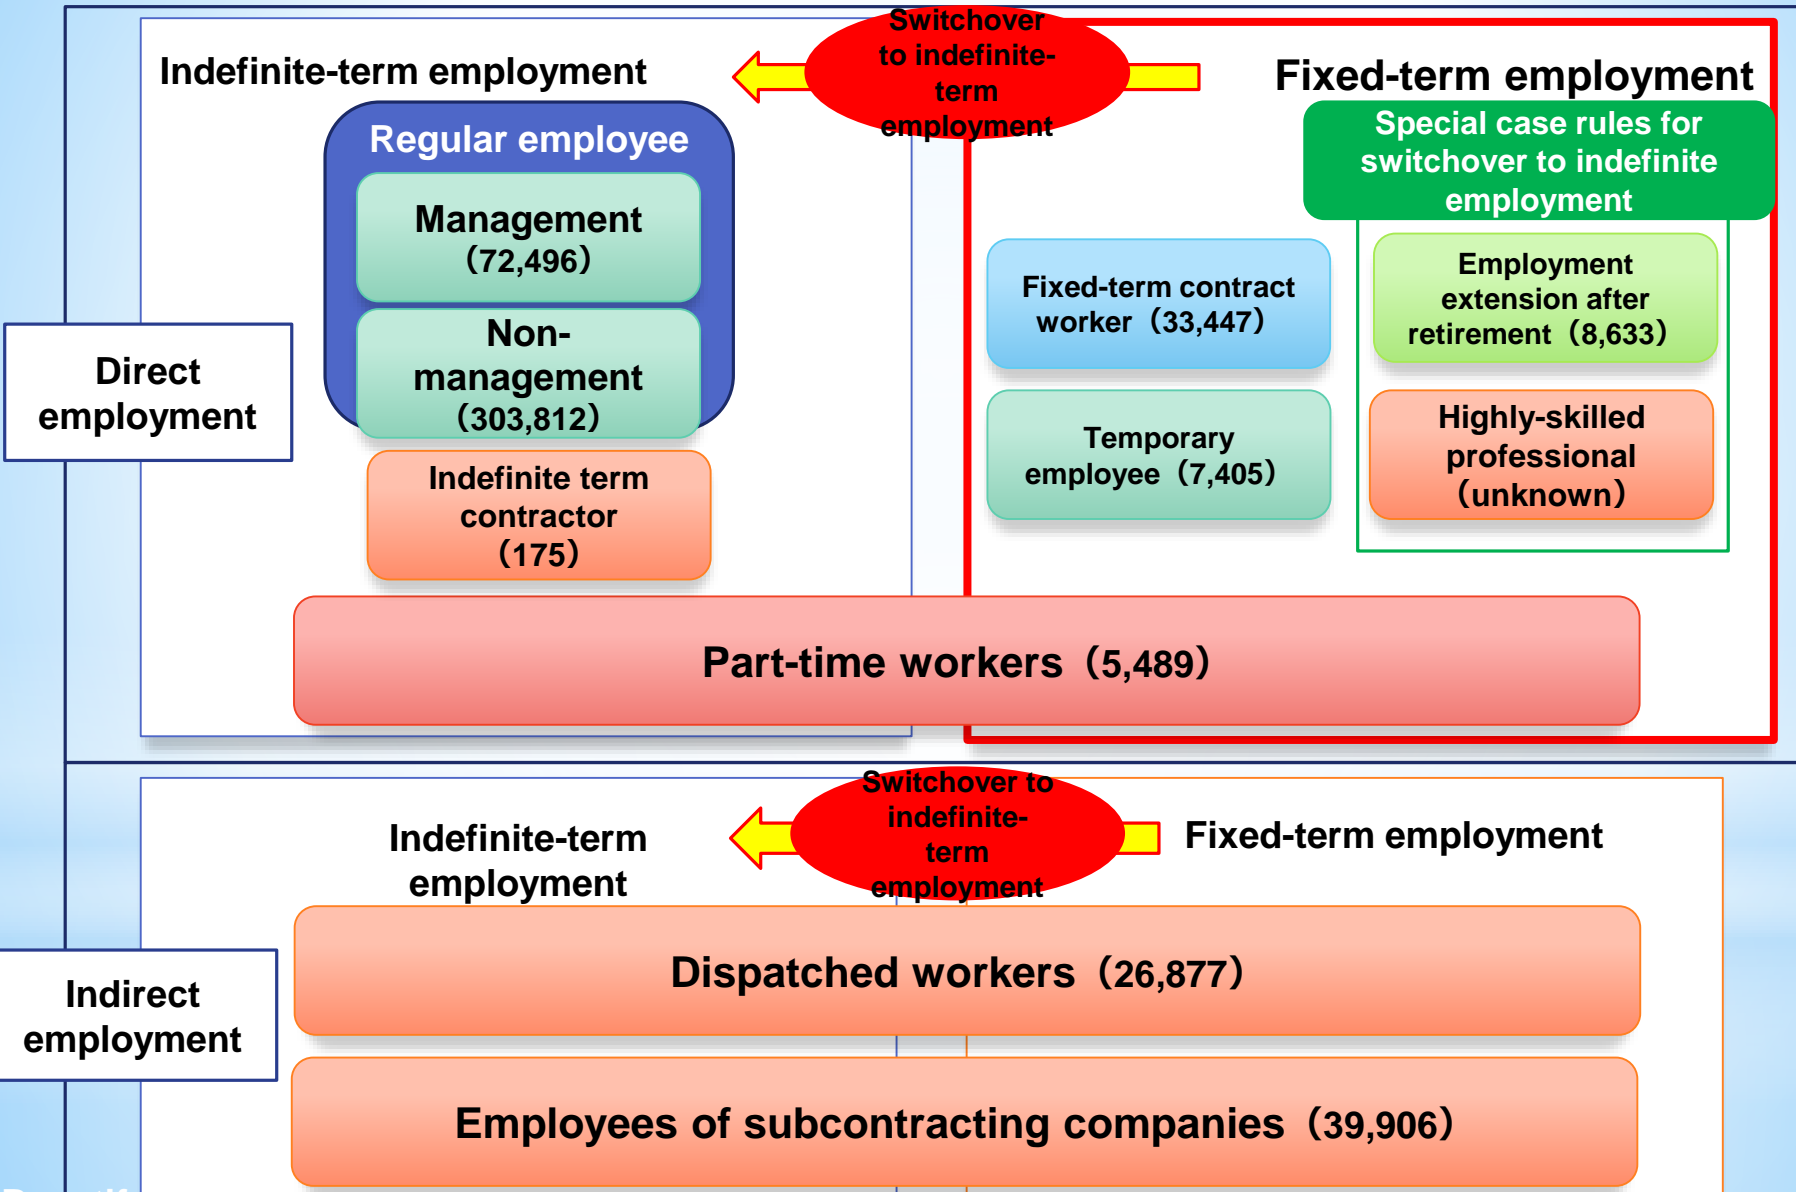 Switchover
to indefinite-
term
employment
Indefinite-term employment
Fixed-term employment
Regular employee
Management
（72,496）
Non-
management
（303,812）
Indefinite term
contractor
（175）
Special case rules for
switchover to indefinite
employment
Fixed-term contract
worker（33,447）
Employment
extension after
retirement（8,633）
Temporary
employee（7,405）
Highly-skilled
professional
（unknown）
Direct
employment
Part-time workers（5,489）
Switchover to
indefinite-
term
employment
Indefinite-term
employment
Fixed-term employment
Dispatched workers（26,877）
Indirect
employment
Employees of subcontracting companies（39,906）